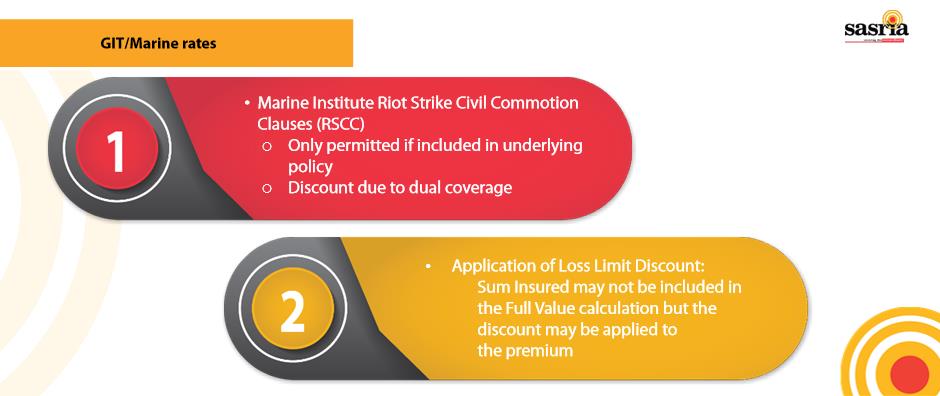 GIT/Marine rates
sasria
1
• Marine Institute Riot Strike Civil Commotion
Clauses (RSCC)
○ Only permitted if included in underlying
policy
○ Discount due to dual coverage
2
• Application of Loss Limit Discount:
Sum Insured may not be included in
the Full Value calculation but the
discount may be applied to
the premium